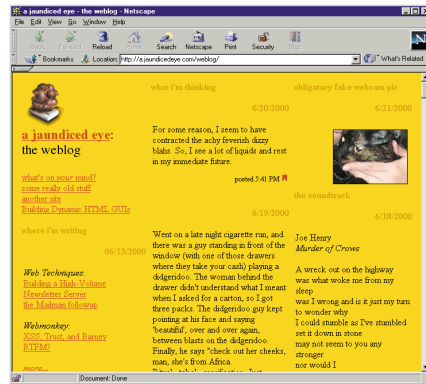 a jaundiced eye - the weblog - Netscape
File Edit View Go Window Help
Back Forward Reload Home Search Netscape Print Security Stop
Bookmarks Location: http://a.jaundicedeye.com/weblog/ What's Related
a jaundiced eye:
the weblog
what's on your mind?
some really old stuff
another site
Building Dynamic HTML GUIs
where i'm writing
06/13/2000
Web Techniques:
Building a High-Volume
Newsletter Server
the Mailman followup
Webmonkey:
XSS, Trust, and Barney
RTFM!
more...
what i'm thinking
6/20/2000
For some reason, I seem to have
contracted the achy feverish dizzy
blahs. So, I see a lot of liquids and rest
in my immediate future.
posted 5:41 PM
6/19/2000
Went on a late night cigarette run, and
there was a guy standing in front of the
window (with one of those drawers
where they take your cash) playing a
didgeridoo. The woman behind the
drawer didn't understand what I meant
when I asked for a carton, so I got
three packs. The didgeridoo guy kept
pointing at his face and saying
'beautiful', over and over again,
between blasts on the didgeridoo.
Finally, he says "check out her cheeks,
man, she's from Africa.
obligatory fake webcam pic
6/21/2000
the soundtrack
6/18/2000
Joe Henry
Murder of Crows
A wreck out on the highway
was what woke me from my
sleep
was I wrong and is it just my turn
to wonder why
I could stumble as I've stumbled
set it down in stone
may not seem to you any
stronger
nor would I
Document: Done